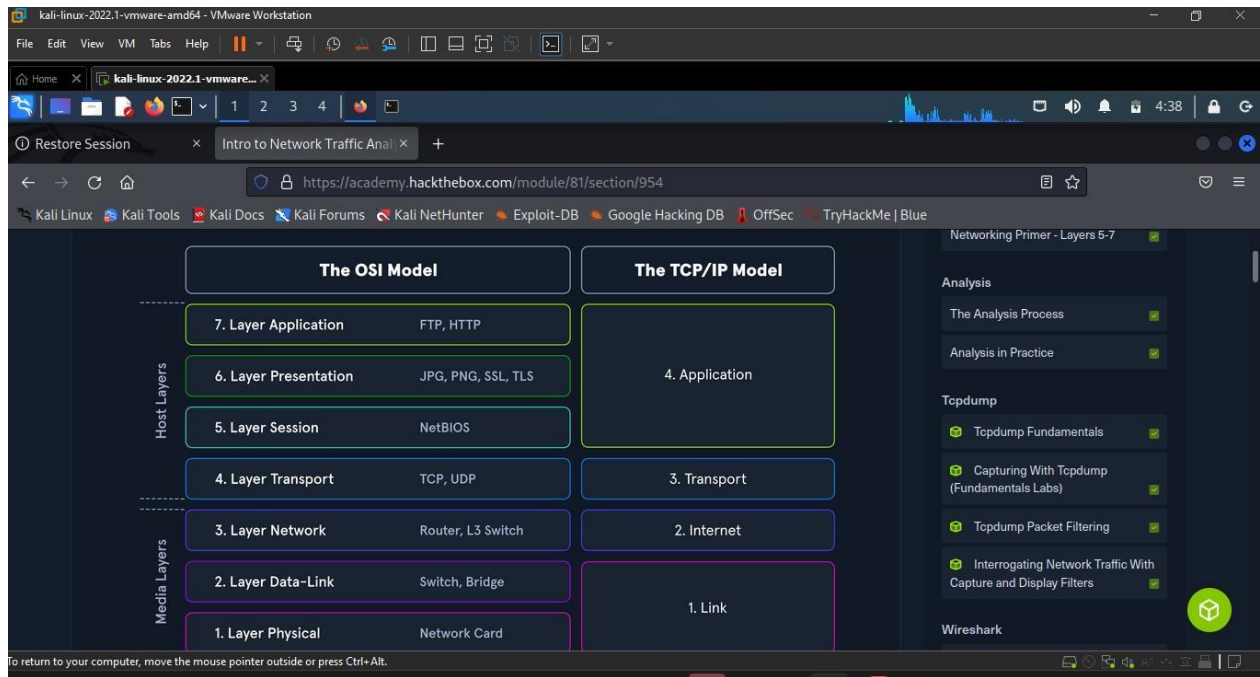 kali-linux-2022.1-vmware-amd64 - VMware Workstation
File Edit View VM Tabs Help
Home kali-linux-2022.1-vmware...
1 2 3 4 4:38
Restore Session Intro to Network Traffic Anal
https://academy.hackthebox.com/module/81/section/954
Kali Linux Kali Tools Kali Docs Kali Forums Kali NetHunter Exploit-DB Google Hacking DB OffSec TryHackMe | Blue
The OSI Model
The TCP/IP Model
Host Layers
7. Layer Application FTP, HTTP
6. Layer Presentation JPG, PNG, SSL, TLS
5. Layer Session NetBIOS
4. Layer Transport TCP, UDP
Media Layers
3. Layer Network Router, L3 Switch
2. Layer Data-Link Switch, Bridge
1. Layer Physical Network Card
4. Application
3. Transport
2. Internet
1. Link
Networking Primer - Layers 5-7
Analysis
The Analysis Process
Analysis in Practice
Tcpdump
Tcpdump Fundamentals
Capturing With Tcpdump
(Fundamentals Labs)
Tcpdump Packet Filtering
Interrogating Network Traffic With
Capture and Display Filters
Wireshark
To return to your computer, move the mouse pointer outside or press Ctrl+Alt.